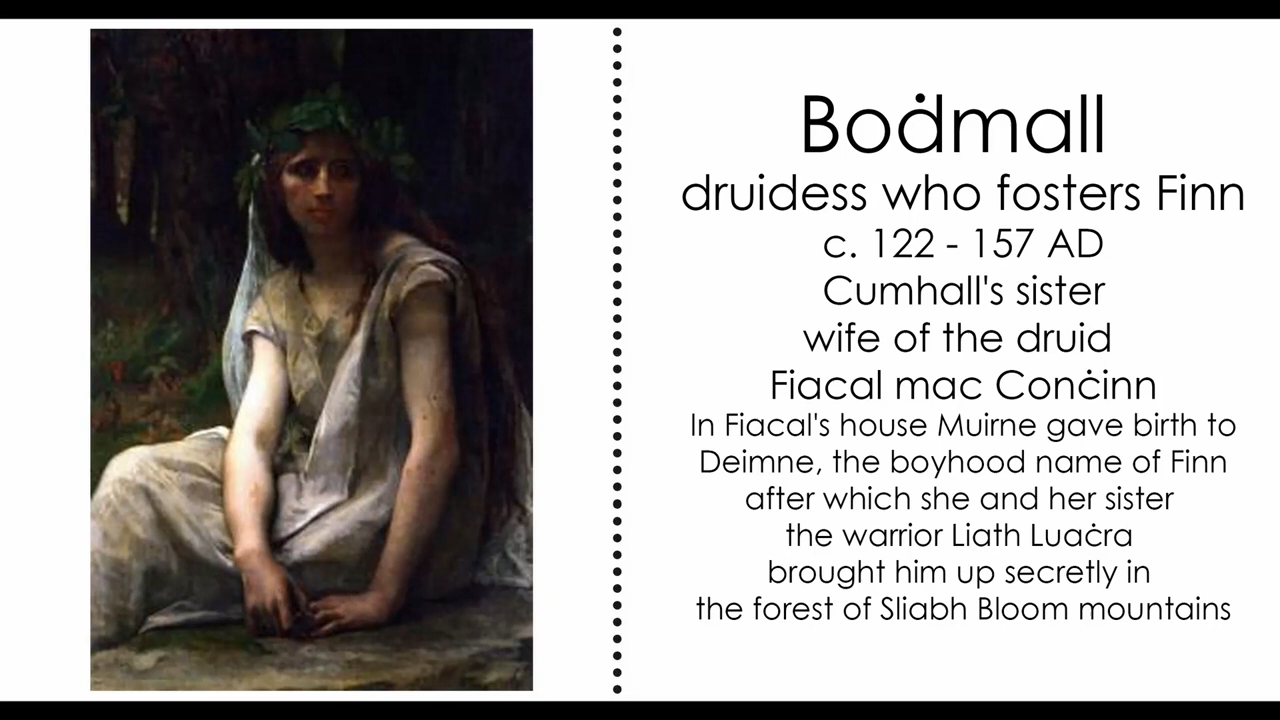 Boḋmall
druidess who fosters Finn
c. 122 - 157 AD
Cumhall's sister
wife of the druid
Fiacal mac Conċinn
In Fiacal's house Muirne gave birth to
Deimne, the boyhood name of Finn
after which she and her sister
the warrior Liath Luaċra
brought him up secretly in
the forest of Sliabh Bloom mountains